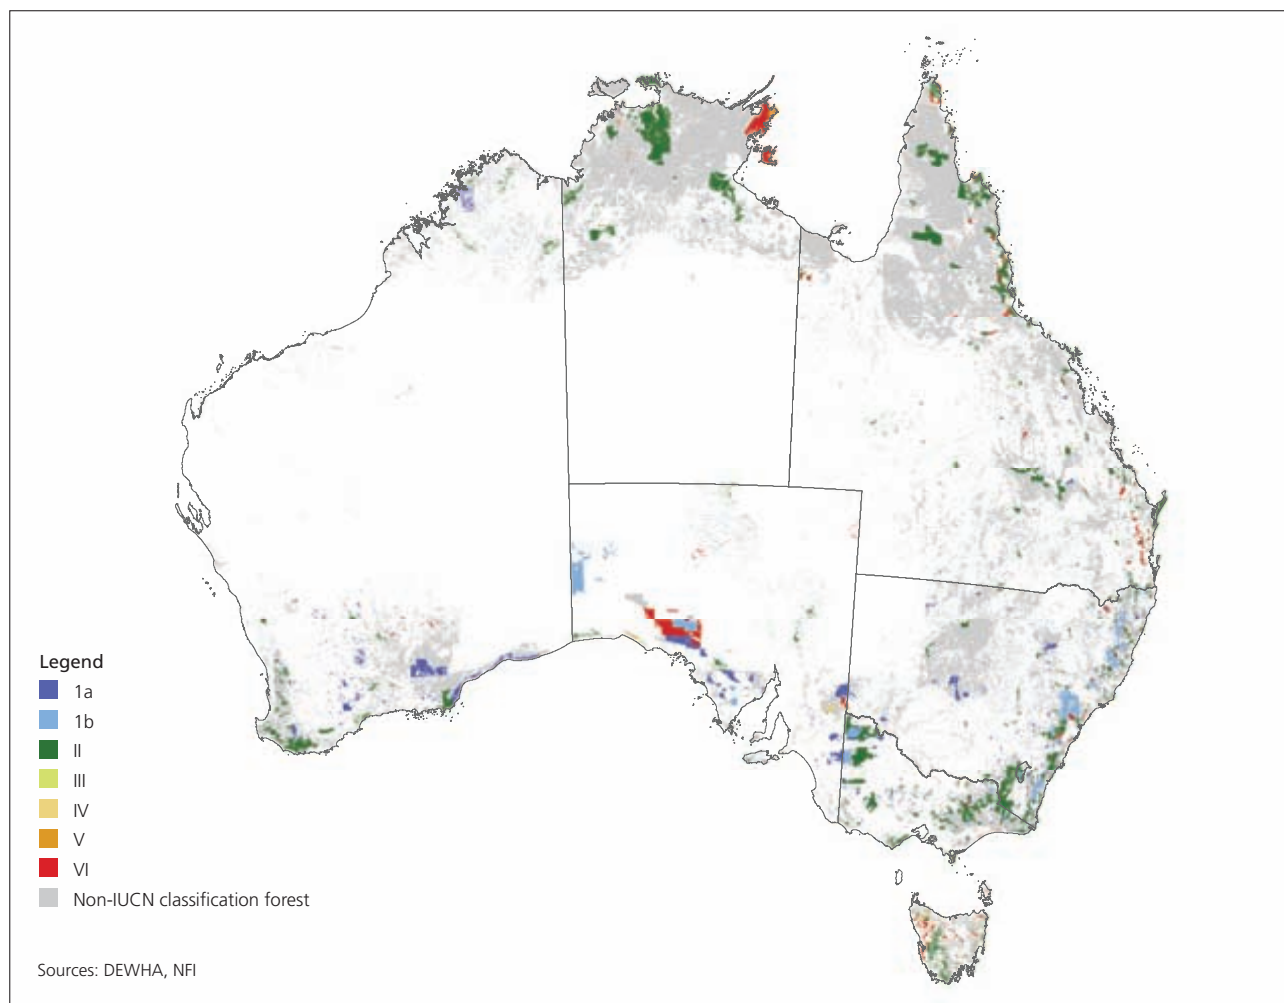 Legend
1a
1b
II
III
IV
V
VI
Non-IUCN classification forest
Sources: DEWHA, NFI